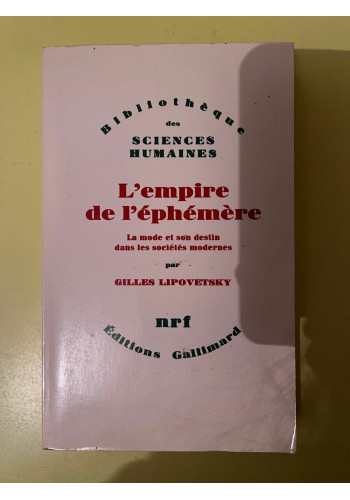 Bibliothèque
des
SCIENCES
HUMAINES
L'empire
de l'éphémère
La mode et son destin
dans les sociétés modernes
par
GILLES LIPOVETSKY
nrf
Éditions Gallimard